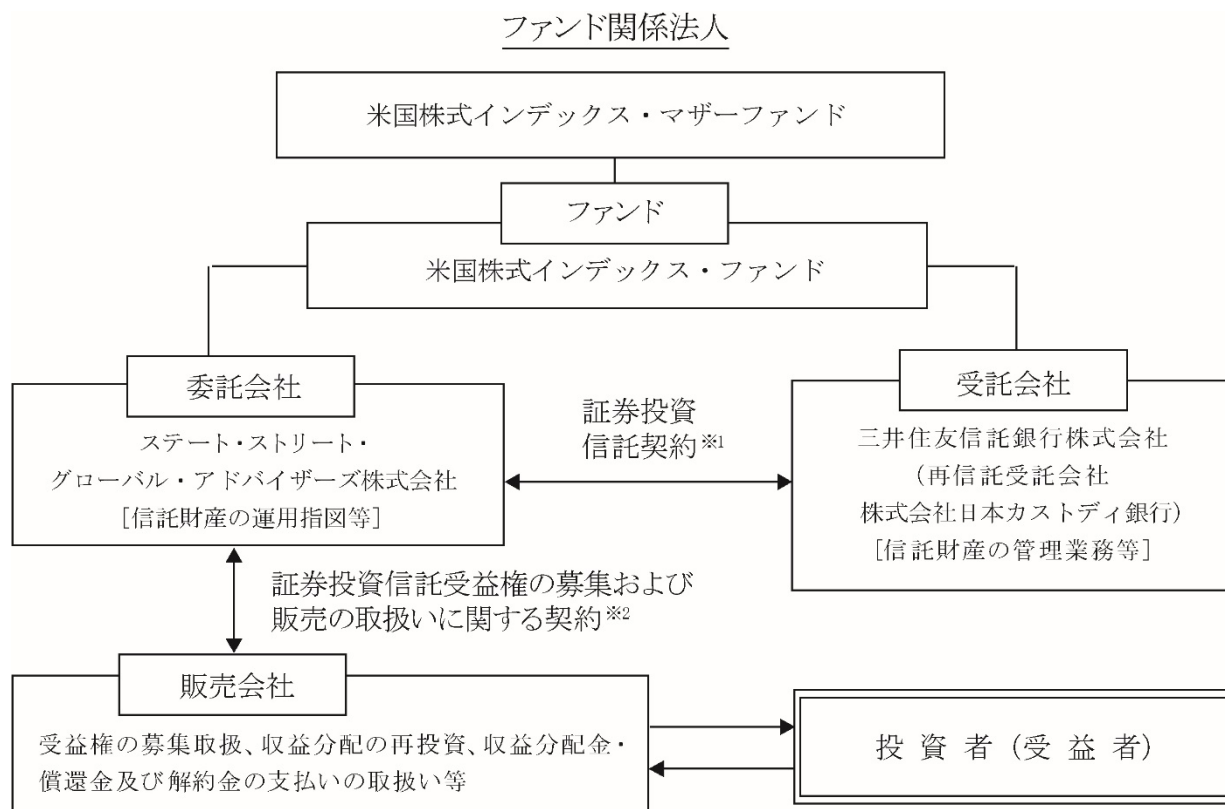 ファンド関係法人
米国株式インデックス・マザーファンド
ファンド
米国株式インデックス・ファンド
委託会社
ステート・ストリート・
グローバル・アドバイザーズ株式会社
[信託財産の運用指図等]
証券投資
信託契約※1
受託会社
三井住友信託銀行株式会社
(再信託受託会社
株式会社日本カストディ銀行)
[信託財産の管理業務等]
証券投資信託受益権の募集および
販売の取扱いに関する契約※2
販売会社
受益権の募集取扱、収益分配の再投資、収益分配金・
償還金及び解約金の支払いの取扱い等
投資者(受益者)